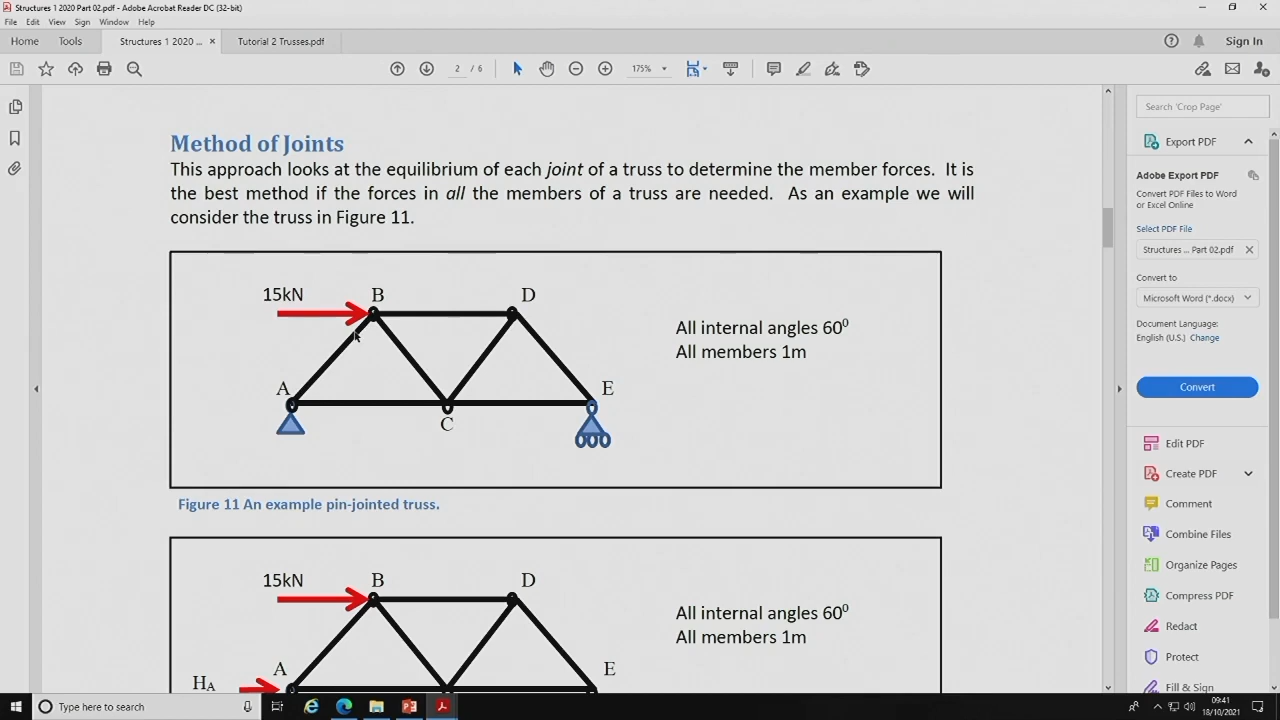 Structures 1 2020 Part 02.pdf - Adobe Acrobat Reader DC (32-bit)
File Edit View Sign Window Help
Home Tools Structures 1 2020 ... × Tutorial 2 Trusses.pdf Sign In
2 / 6 175%
Method of Joints
This approach looks at the equilibrium of each joint of a truss to determine the member forces. It is
the best method if the forces in all the members of a truss are needed. As an example we will
consider the truss in Figure 11.
15kN B D
All internal angles 60⁰
All members 1m
A E
C
Figure 11 An example pin-jointed truss.
15kN B D
All internal angles 60⁰
All members 1m
A E
HA
Search 'Crop Page'
Export PDF
Adobe Export PDF
Convert PDF Files to Word
or Excel Online
Select PDF File
Structures ... Part 02.pdf ×
Convert to
Microsoft Word (*.docx)
Document Language:
English (U.S.) Change
Convert
Edit PDF
Create PDF
Comment
Combine Files
Organize Pages
Compress PDF
Redact
Protect
Fill & Sign
Type here to search
09:41
18/10/2021